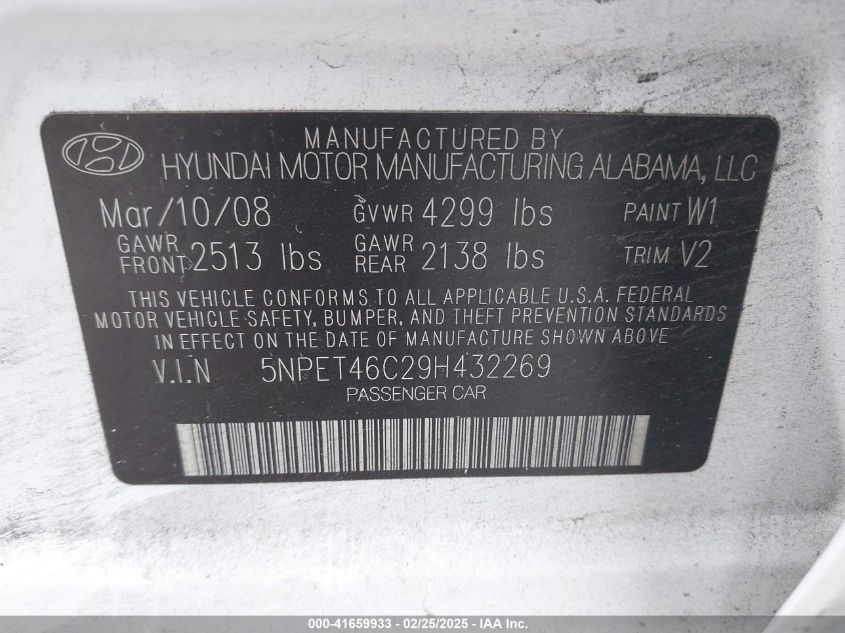 MANUFACTURED BY
HYUNDAI MOTOR MANUFACTURING ALABAMA, LLC
Mar/10/08 GVWR 4299 lbs PAINT W1
GAWR FRONT 2513 lbs GAWR REAR 2138 lbs TRIM V2
THIS VEHICLE CONFORMS TO ALL APPLICABLE U.S.A. FEDERAL
MOTOR VEHICLE SAFETY, BUMPER, AND THEFT PREVENTION STANDARDS
IN EFFECT ON THE DATE OF MANUFACTURE SHOWN ABOVE
V.I.N 5NPET46C29H432269
PASSENGER CAR
000-41659933 - 02/25/2025 - IAA Inc.